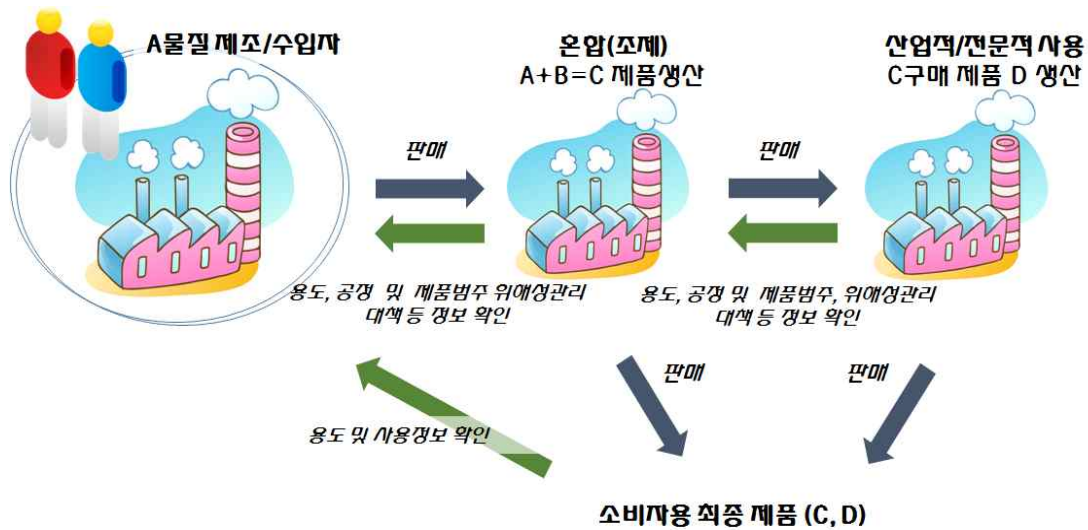 A물질 제조/수입자
혼합(조제)
A+B=C 제품생산
산업적/전문적 사용
C구매 제품 D 생산
판매
판매
용도, 공정 및 제품범주 위해성관리
대책 등 정보 확인
용도, 공정 및 제품범주, 위해성관리
대책 등 정보 확인
판매
판매
용도 및 사용정보 확인
소비자용 최종 제품 (C, D)